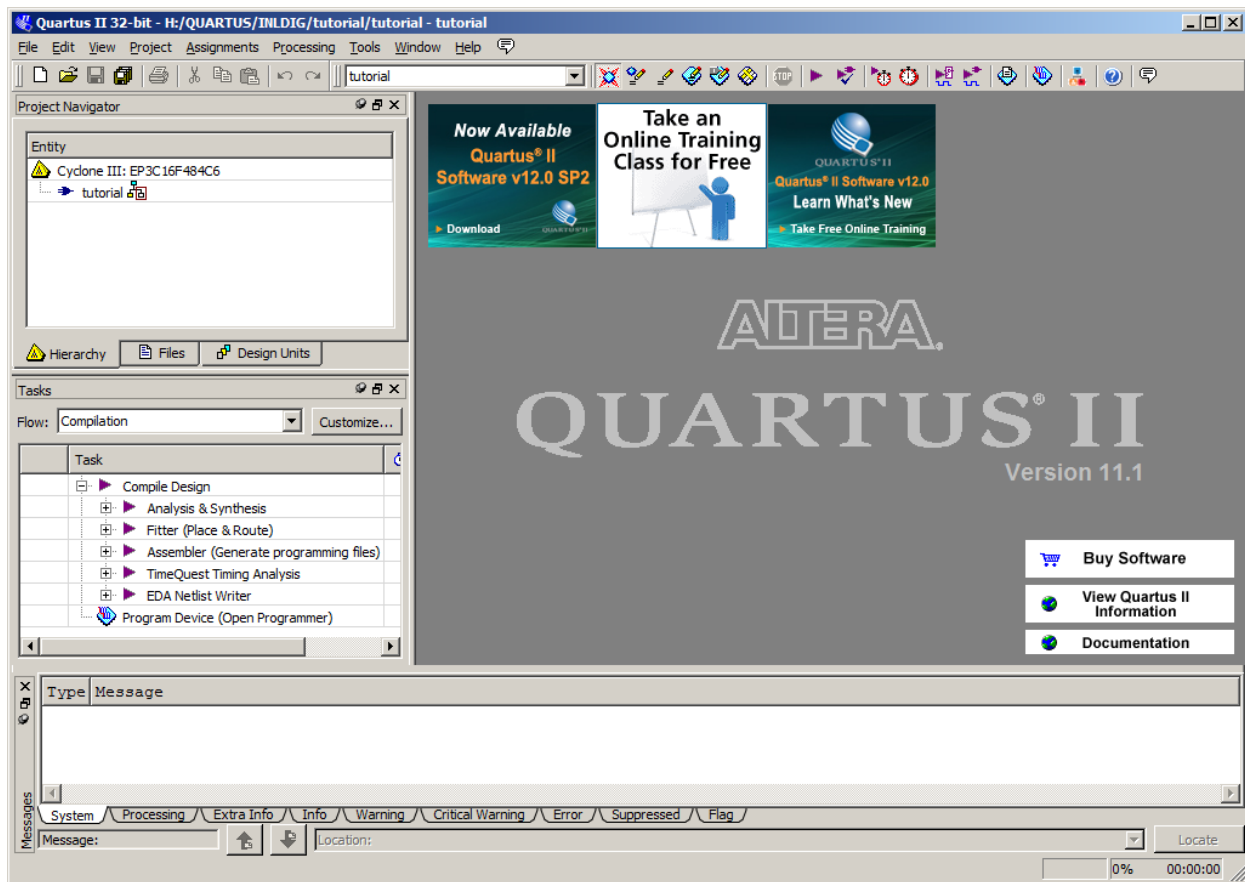 Quartus II 32-bit - H:/QUARTUS/INLDIG/tutorial/tutorial - tutorial
File Edit View Project Assignments Processing Tools Window Help
tutorial
STOP
Project Navigator
Entity
Cyclone III: EP3C16F484C6
tutorial
Hierarchy Files Design Units
Tasks
Flow: Compilation Customize...
Task
Compile Design
Analysis & Synthesis
Fitter (Place & Route)
Assembler (Generate programming files)
TimeQuest Timing Analysis
EDA Netlist Writer
Program Device (Open Programmer)
Now Available
Quartus® II
Software v12.0 SP2
Download
QUARTUS II
Take an
Online Training
Class for Free
QUARTUS® II
Quartus® II Software v12.0
Learn What's New
Take Free Online Training
ALTERA®
QUARTUS® II
Version 11.1
Buy Software
View Quartus II
Information
Documentation
Type Message
System Processing Extra Info Info Warning Critical Warning Error Suppressed Flag
Messages
Message: Location: Locate
0% 00:00:00